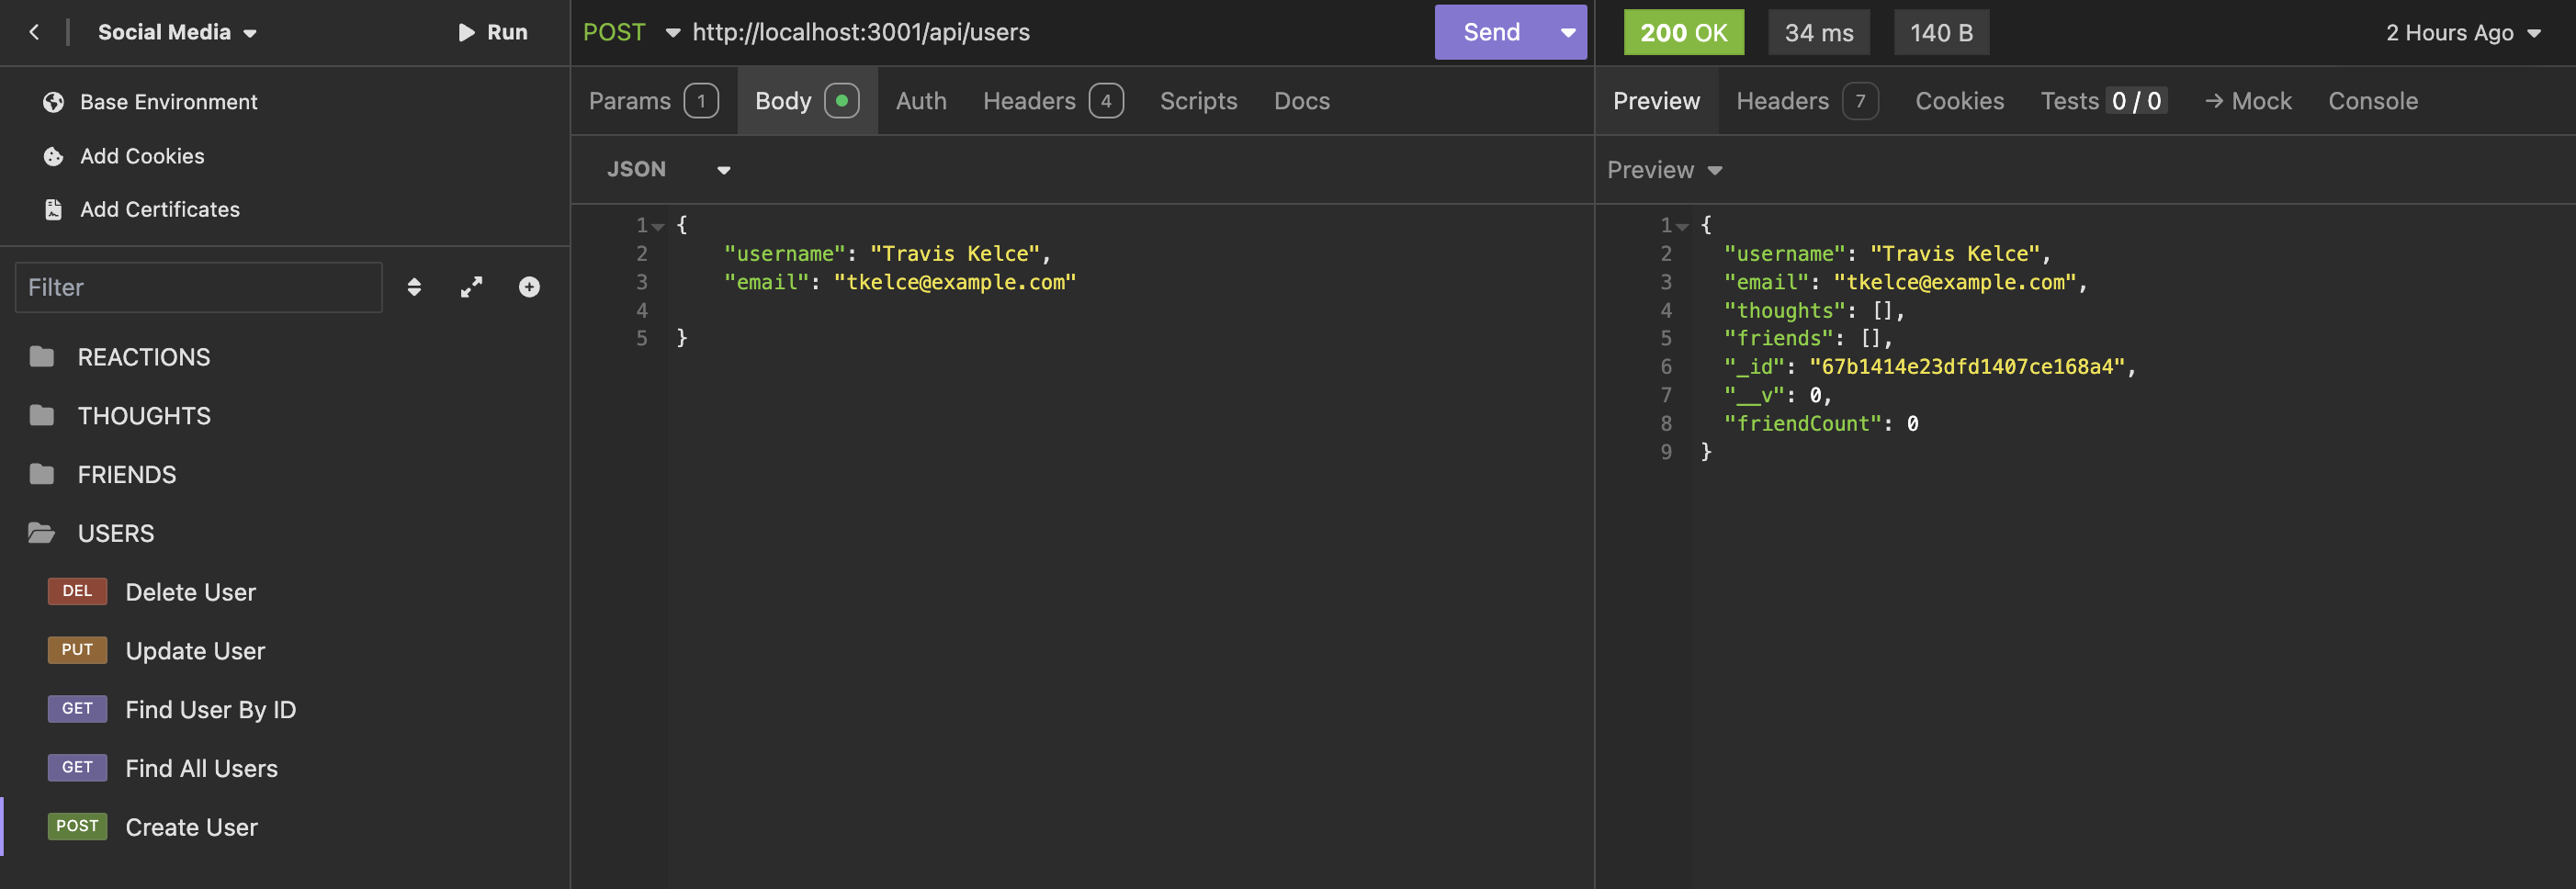 Social Media
Run
Base Environment
Add Cookies
Add Certificates
Filter
REACTIONS
THOUGHTS
FRIENDS
USERS
DEL Delete User
PUT Update User
GET Find User By ID
GET Find All Users
POST Create User
POST http://localhost:3001/api/users
Send
Params 1 Body Auth Headers 4 Scripts Docs
JSON
1 {
2 "username": "Travis Kelce",
3 "email": "tkelce@example.com"
4
5 }
200 OK 34 ms 140 B 2 Hours Ago
Preview Headers 7 Cookies Tests 0 / 0 → Mock Console
Preview
1 {
2 "username": "Travis Kelce",
3 "email": "tkelce@example.com",
4 "thoughts": [],
5 "friends": [],
6 "_id": "67b1414e23dfd1407ce168a4",
7 "__v": 0,
8 "friendCount": 0
9 }